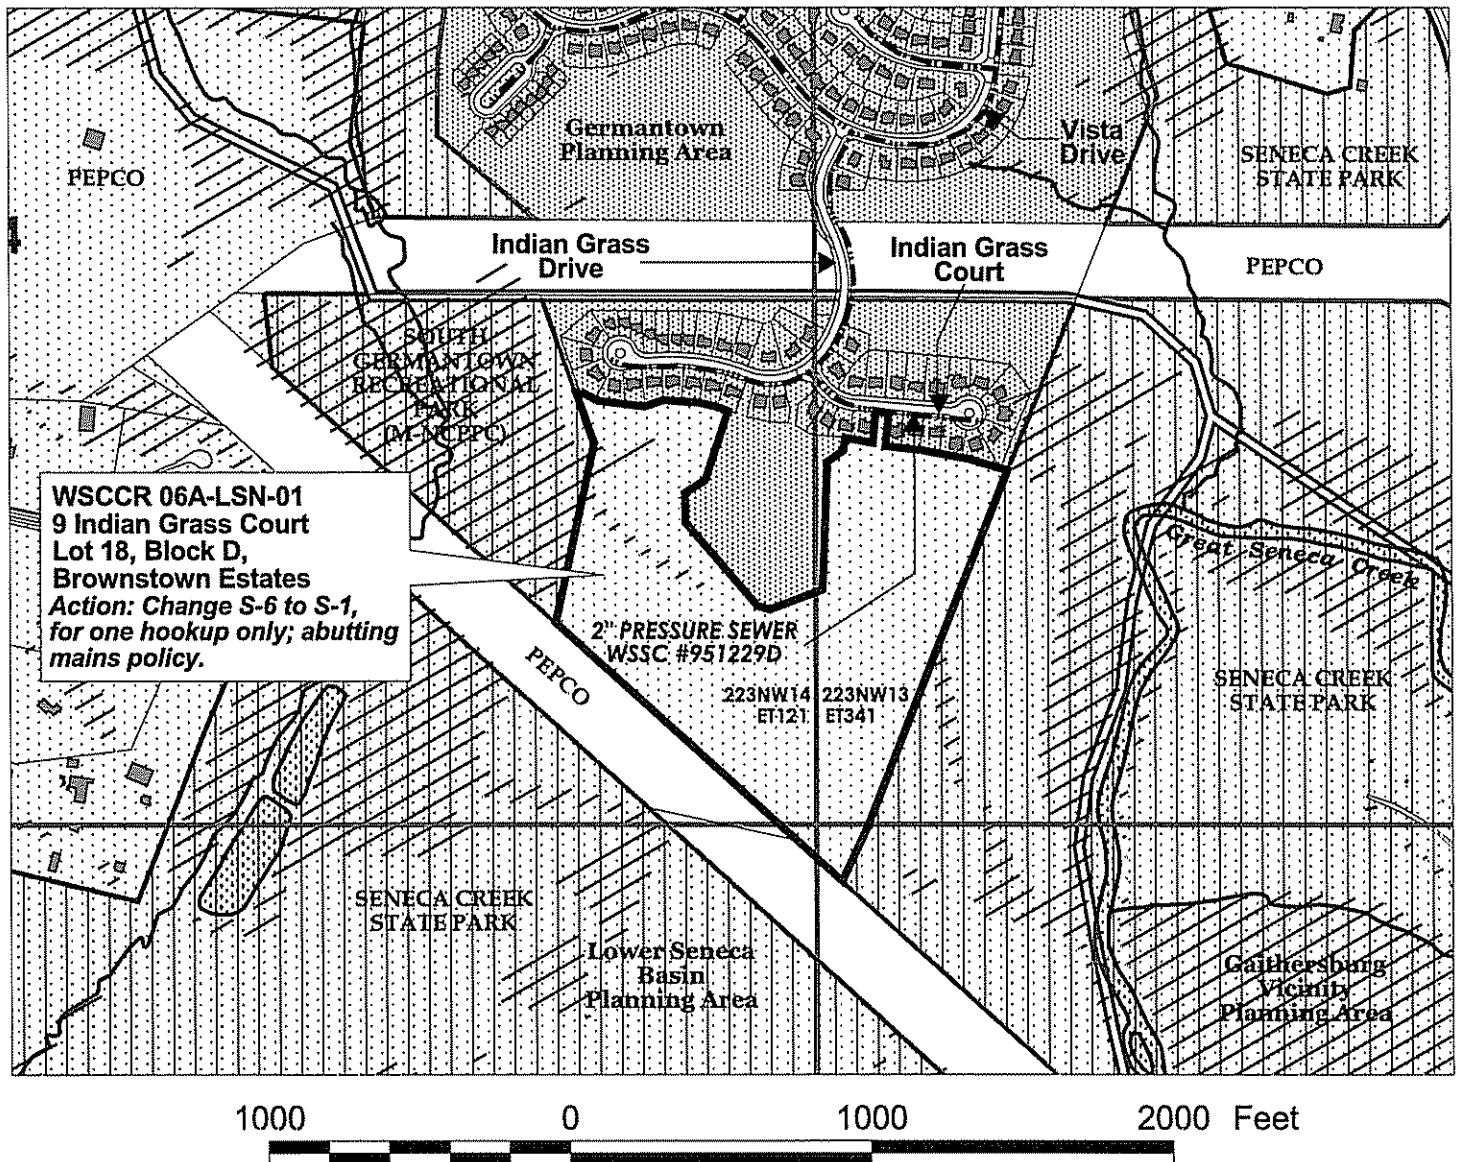 Germantown
Planning Area
Vista
Drive
SENECA CREEK
STATE PARK
PEPCO
Indian Grass
Drive
Indian Grass
Court
PEPCO
SOUTH
GERMANTOWN
RECREATIONAL
PARK
(M-NCPPC)
WSCCR 06A-LSN-01
9 Indian Grass Court
Lot 18, Block D,
Brownstown Estates
Action: Change S-6 to S-1,
for one hookup only; abutting
mains policy.
Great Seneca Creek
2" PRESSURE SEWER
WSSC #951229D
PEPCO
223NW14 223NW13
ET121 ET341
SENECA CREEK
STATE PARK
SENECA CREEK
STATE PARK
Lower Seneca
Basin
Planning Area
Gaithersburg
Vicinity
Planning Area
1000 0 1000 2000 Feet